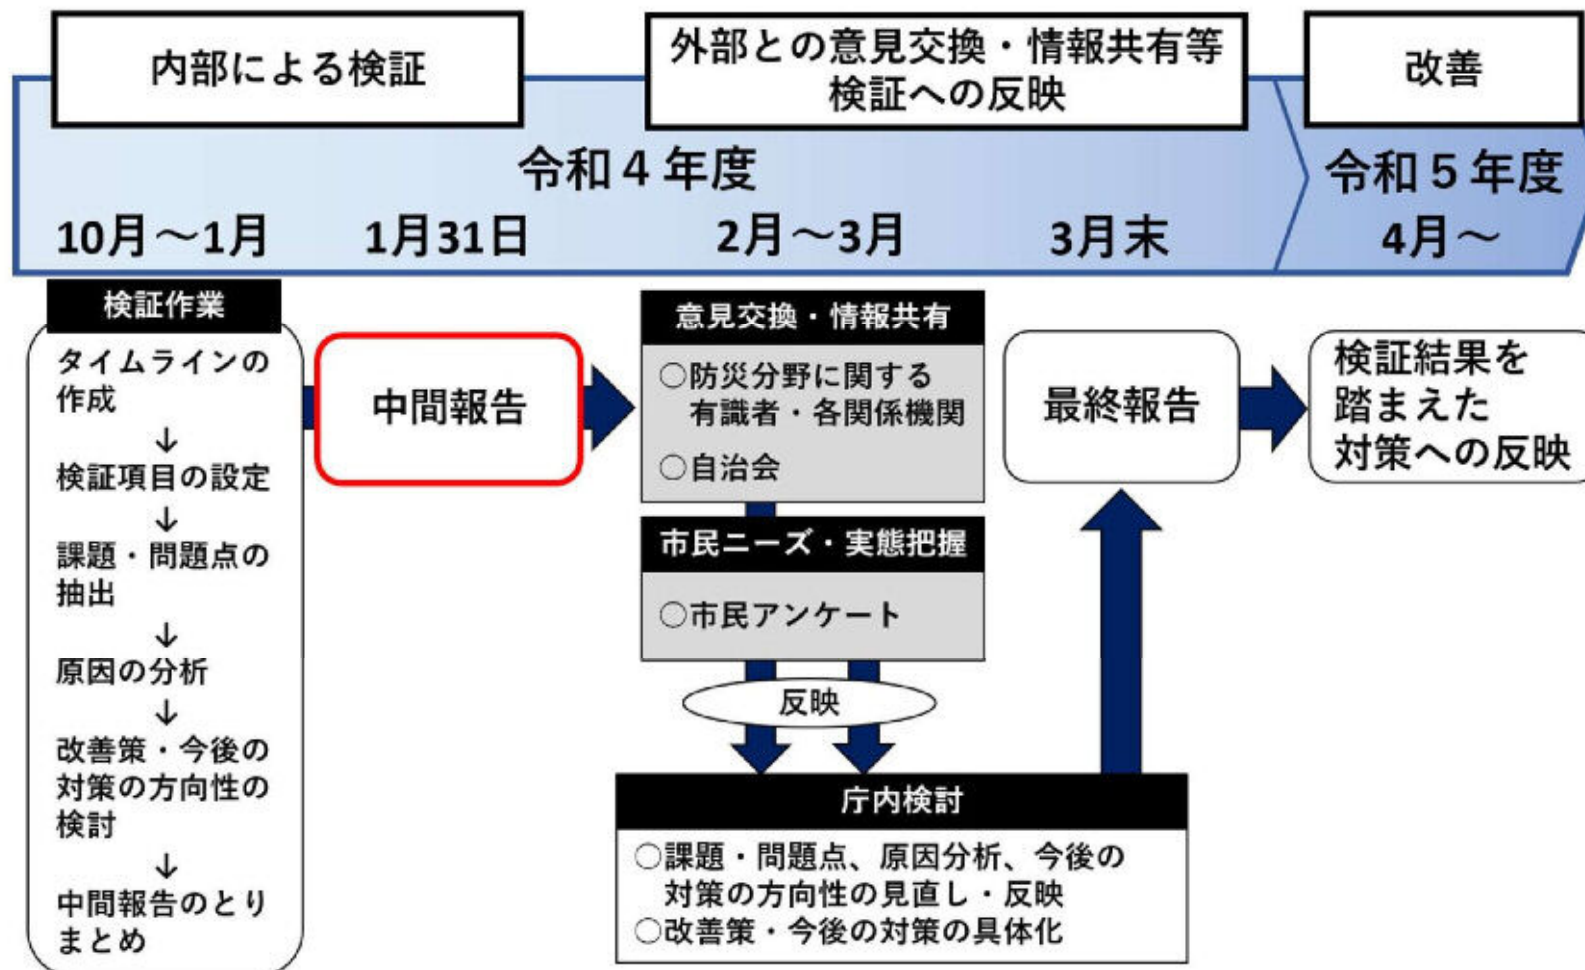 内部による検証
外部との意見交換・情報共有等
検証への反映
改善
令和４年度
令和５年度
10月～1月
1月31日
2月～3月
3月末
4月～
検証作業
タイムラインの
作成
↓
検証項目の設定
↓
課題・問題点の
抽出
↓
原因の分析
↓
改善策・今後の
対策の方向性の
検討
↓
中間報告のとり
まとめ
中間報告
意見交換・情報共有
○防災分野に関する
有識者・各関係機関
○自治会
市民ニーズ・実態把握
○市民アンケート
反映
庁内検討
○課題・問題点、原因分析、今後の
対策の方向性の見直し・反映
○改善策・今後の対策の具体化
最終報告
検証結果を
踏まえた
対策への反映